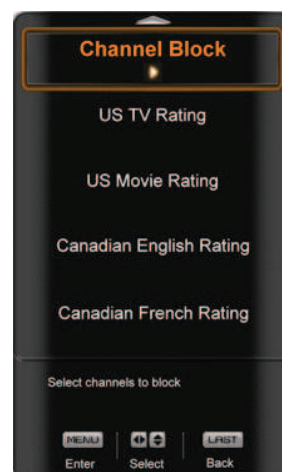 Channel Block
US TV Rating
US Movie Rating
Canadian English Rating
Canadian French Rating
Select channels to block
MENU LAST
Enter Select Back